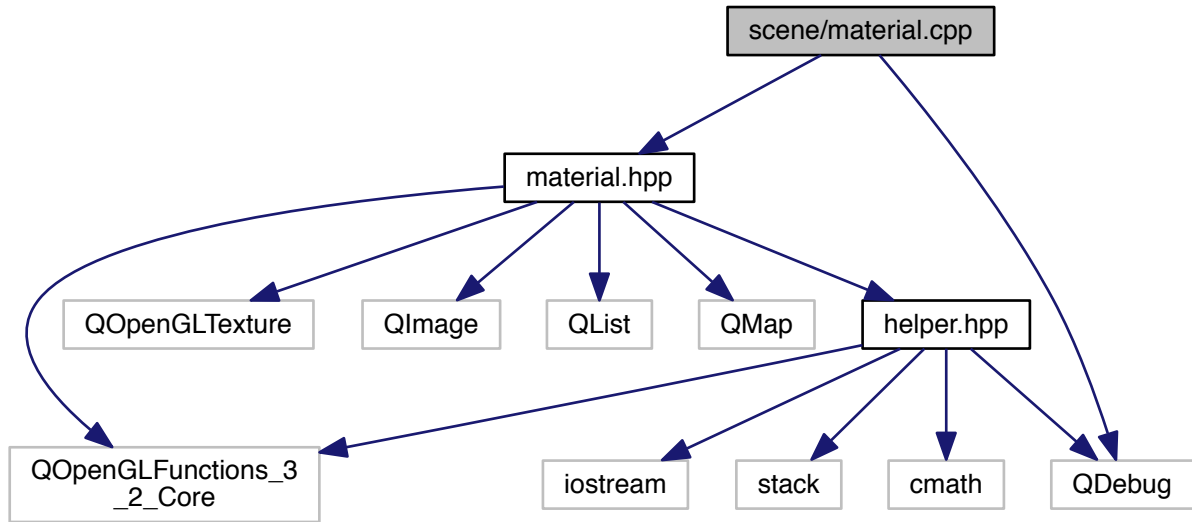 scene/material.cpp
material.hpp
QOpenGLTexture
QImage
QList
QMap
helper.hpp
QOpenGLFunctions_3
_2_Core
iostream
stack
cmath
QDebug